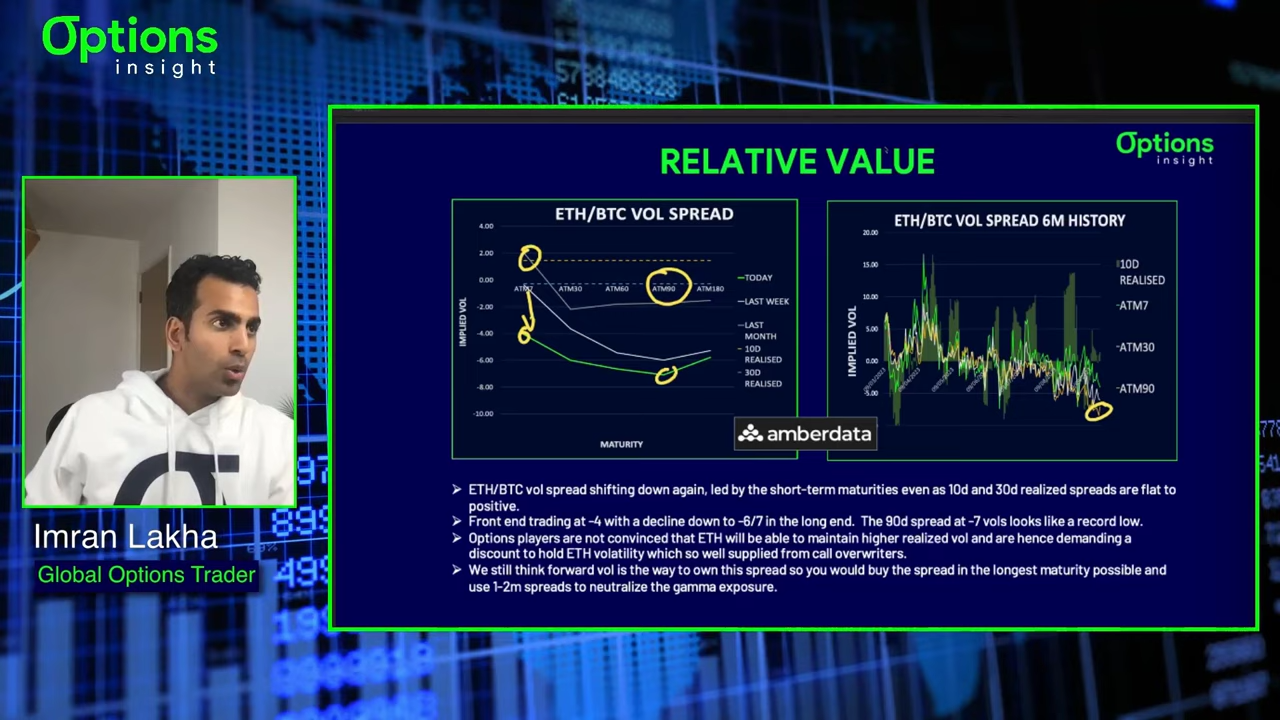 Options
insight
Imran Lakha
Global Options Trader
Options
insight
RELATIVE VALUE
ETH/BTC VOL SPREAD
4.00
2.00
0.00
-2.00
-4.00
-6.00
-8.00
-10.00
IMPLIED VOL
ATM30
ATM60
ATM90
ATM180
MATURITY
TODAY
LAST WEEK
LAST
MONTH
10D
REALISED
30D
REALISED
ETH/BTC VOL SPREAD 6M HISTORY
20.00
15.00
10.00
5.00
0.00
-5.00
IMPLIED VOL
10D
REALISED
ATM7
ATM30
ATM90
amberdata
➢ ETH/BTC vol spread shifting down again, led by the short-term maturities even as 10d and 30d realized spreads are flat to
positive.
➢ Front end trading at -4 with a decline down to -6/7 in the long end. The 90d spread at -7 vols looks like a record low.
➢ Options players are not convinced that ETH will be able to maintain higher realized vol and are hence demanding a
discount to hold ETH volatility which so well supplied from call overwriters.
➢ We still think forward vol is the way to own this spread so you would buy the spread in the longest maturity possible and
use 1-2m spreads to neutralize the gamma exposure.